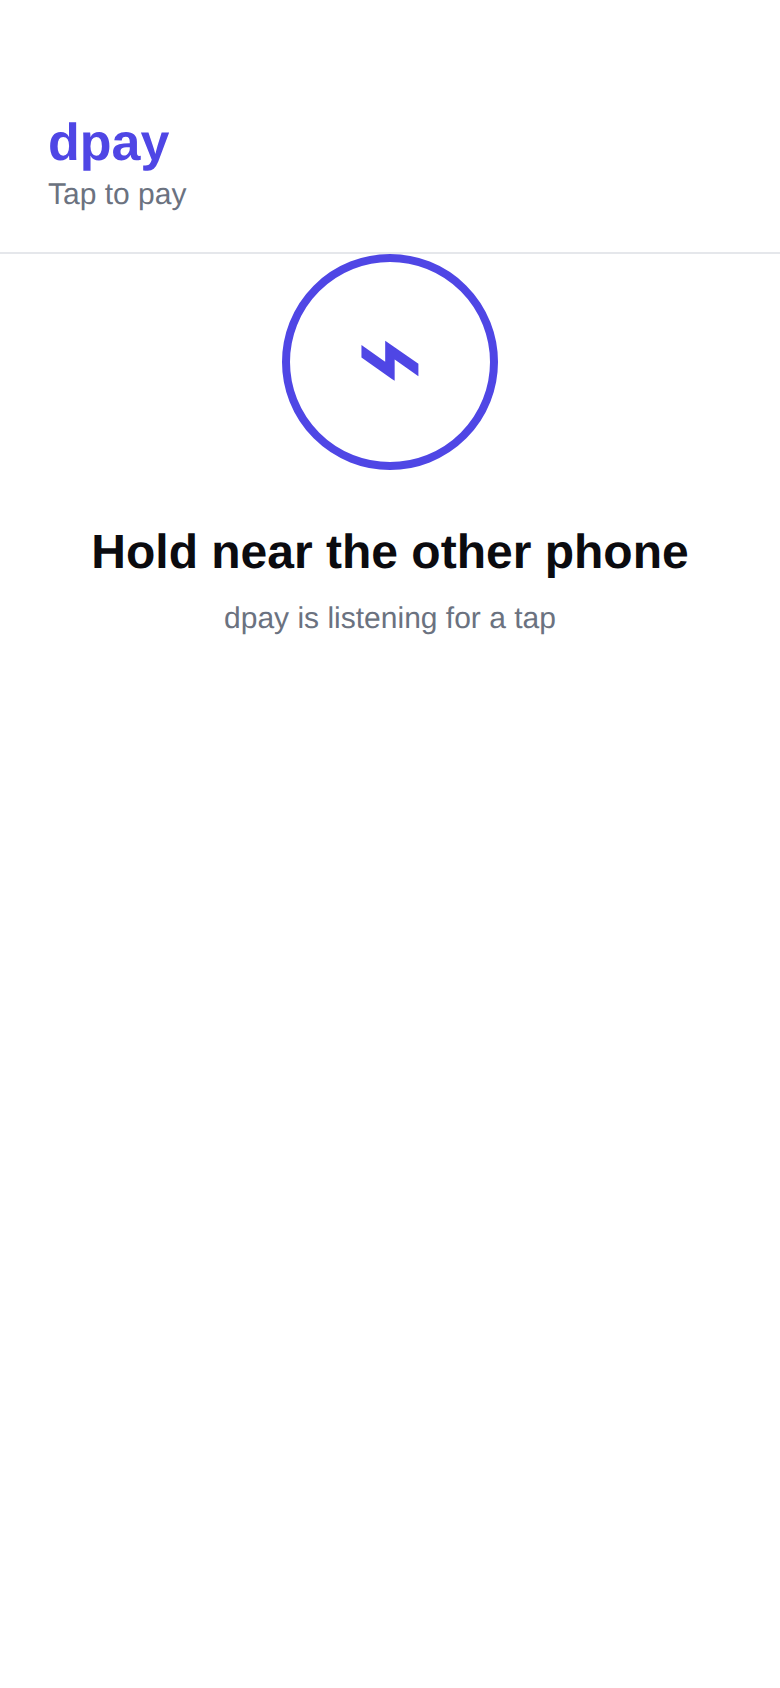 dpay
Tap to pay
Hold near the other phone
dpay is listening for a tap